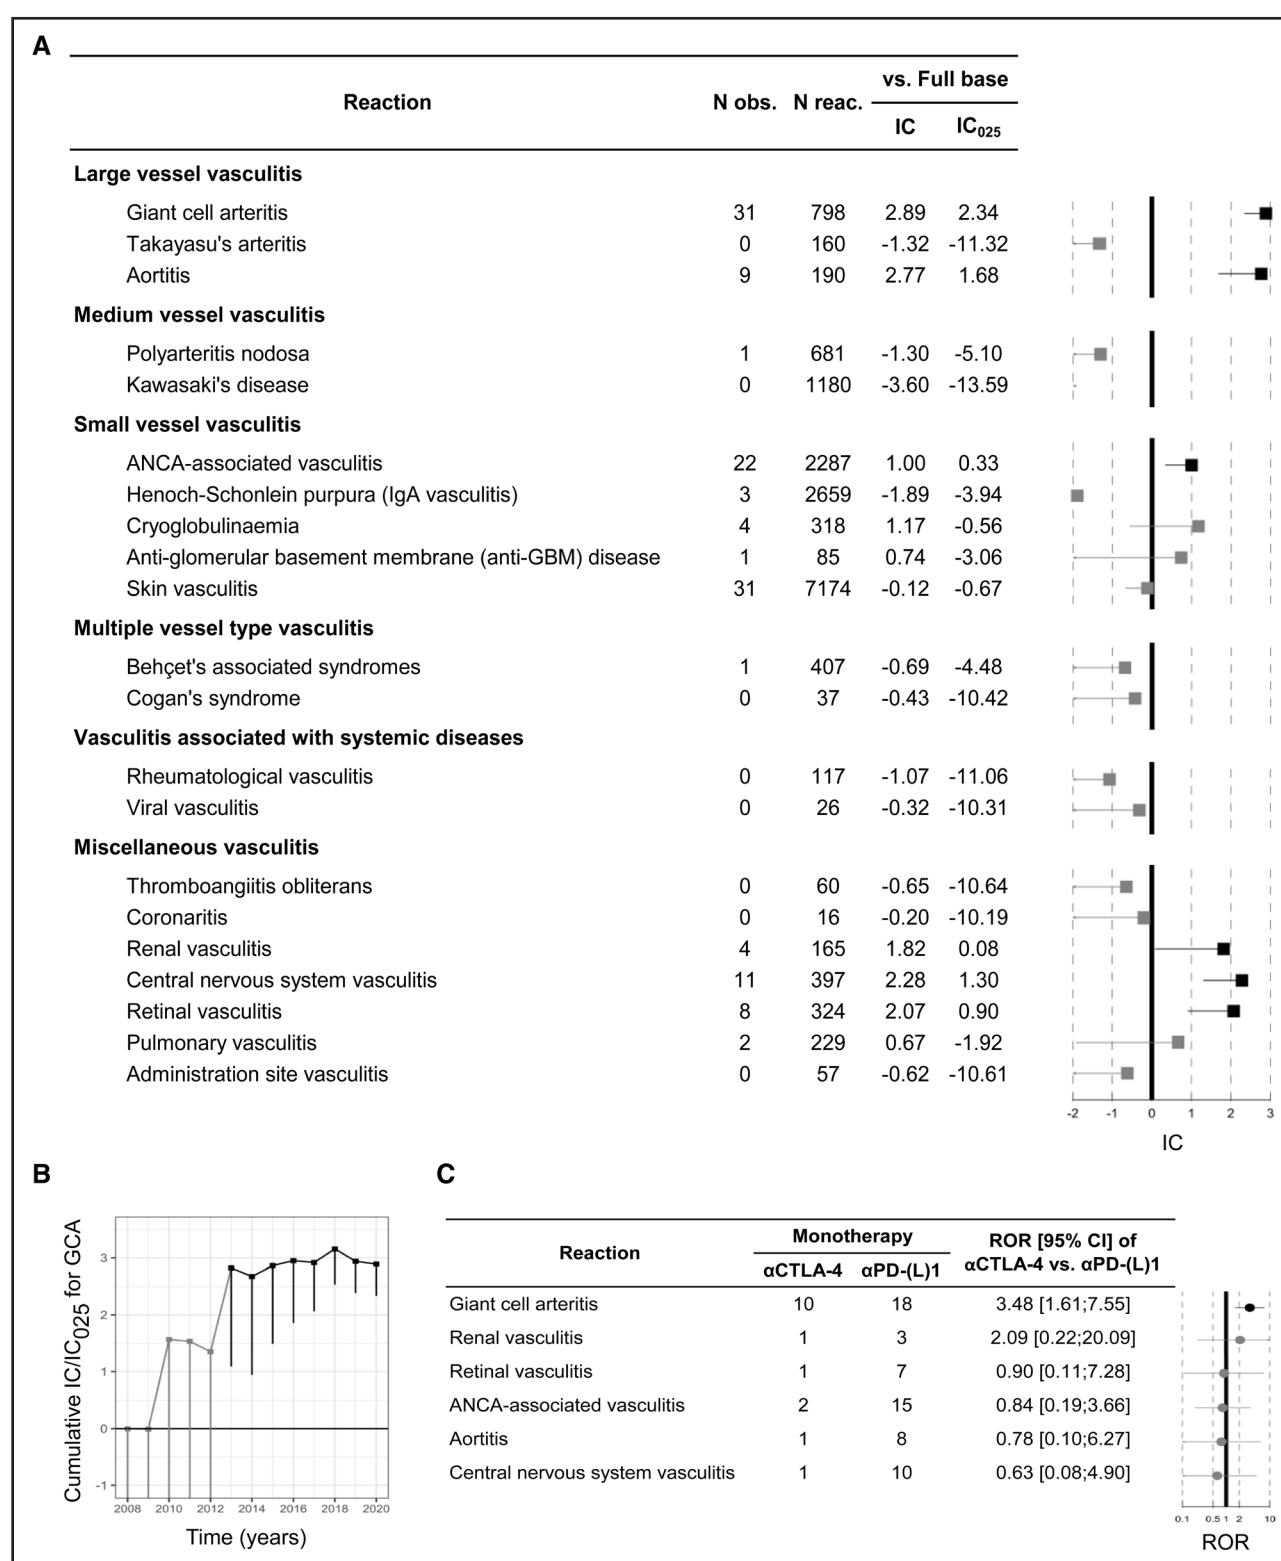 A
vs. Full base
Reaction N obs. N reac. IC IC025
Large vessel vasculitis
Giant cell arteritis 31 798 2.89 2.34
Takayasu's arteritis 0 160 -1.32 -11.32
Aortitis 9 190 2.77 1.68
Medium vessel vasculitis
Polyarteritis nodosa 1 681 -1.30 -5.10
Kawasaki's disease 0 1180 -3.60 -13.59
Small vessel vasculitis
ANCA-associated vasculitis 22 2287 1.00 0.33
Henoch-Schonlein purpura (IgA vasculitis) 3 2659 -1.89 -3.94
Cryoglobulinaemia 4 318 1.17 -0.56
Anti-glomerular basement membrane (anti-GBM) disease 1 85 0.74 -3.06
Skin vasculitis 31 7174 -0.12 -0.67
Multiple vessel type vasculitis
Behçet's associated syndromes 1 407 -0.69 -4.48
Cogan's syndrome 0 37 -0.43 -10.42
Vasculitis associated with systemic diseases
Rheumatological vasculitis 0 117 -1.07 -11.06
Viral vasculitis 0 26 -0.32 -10.31
Miscellaneous vasculitis
Thromboangiitis obliterans 0 60 -0.65 -10.64
Coronaritis 0 16 -0.20 -10.19
Renal vasculitis 4 165 1.82 0.08
Central nervous system vasculitis 11 397 2.28 1.30
Retinal vasculitis 8 324 2.07 0.90
Pulmonary vasculitis 2 229 0.67 -1.92
Administration site vasculitis 0 57 -0.62 -10.61
-2 -1 0 1 2 3
IC
B
Cumulative IC/IC025 for GCA
3
2
1
0
-1
2008 2010 2012 2014 2016 2018 2020
Time (years)
C
Reaction Monotherapy ROR [95% CI] of
αCTLA-4 αPD-(L)1 αCTLA-4 vs. αPD-(L)1
Giant cell arteritis 10 18 3.48 [1.61;7.55]
Renal vasculitis 1 3 2.09 [0.22;20.09]
Retinal vasculitis 1 7 0.90 [0.11;7.28]
ANCA-associated vasculitis 2 15 0.84 [0.19;3.66]
Aortitis 1 8 0.78 [0.10;6.27]
Central nervous system vasculitis 1 10 0.63 [0.08;4.90]
0.1 0.5 1 2 10
ROR